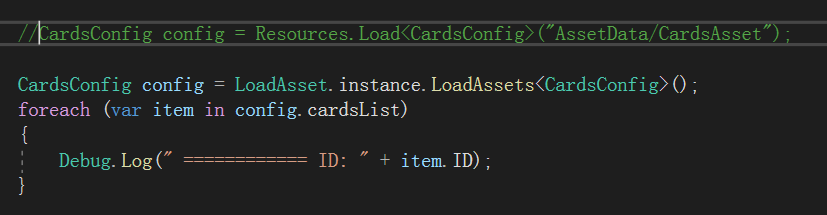 //CardsConfig config = Resources.Load<CardsConfig>("AssetData/CardsAsset");
CardsConfig config = LoadAsset.instance.LoadAssets<CardsConfig>();
foreach (var item in config.cardsList)
{
Debug.Log(" ============ ID: " + item.ID);
}